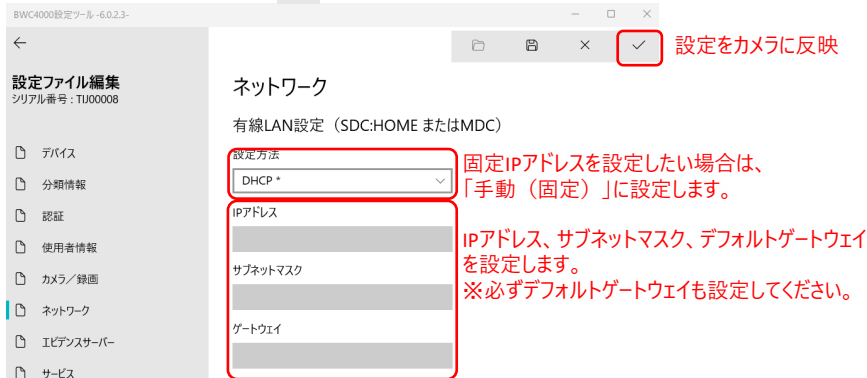 BWC4000設定ツール -6.0.2.3-
設定をカメラに反映
設定ファイル編集
シリアル番号 : TIJ00008
ネットワーク
有線LAN設定（SDC:HOME またはMDC）
デバイス
分類情報
認証
使用者情報
カメラ／録画
ネットワーク
エビデンスサーバー
サービス
設定方法
DHCP *
固定IPアドレスを設定したい場合は、
「手動（固定）」に設定します。
IPアドレス
サブネットマスク
ゲートウェイ
IPアドレス、サブネットマスク、デフォルトゲートウェイ
を設定します。
※必ずデフォルトゲートウェイも設定してください。